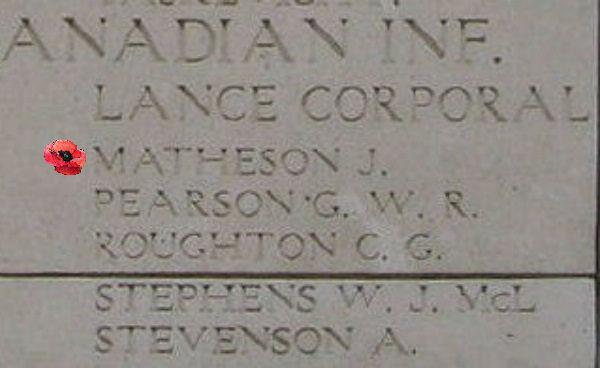 ANADIAN INF.
LANCE CORPORAL
MATHESON J.
PEARSON G. W. R.
ROUGHTON C. G.
STEPHENS W. J. McL
STEVENSON A.